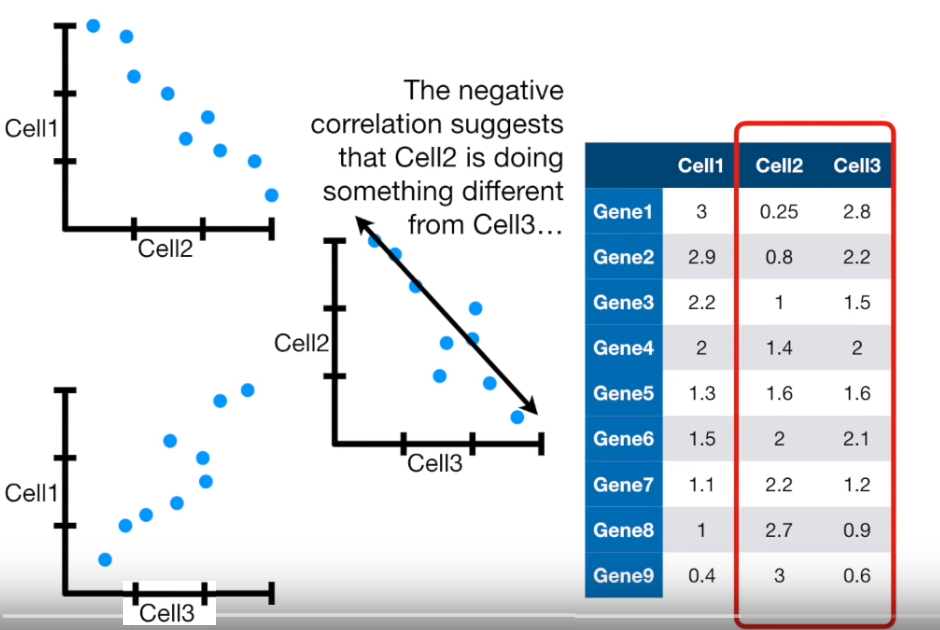 Cell1
Cell2
The negative
correlation suggests
that Cell2 is doing
something different
from Cell3…
Cell2
Cell3
Cell1
Cell3
Cell1 Cell2 Cell3
Gene1 3 0.25 2.8
Gene2 2.9 0.8 2.2
Gene3 2.2 1 1.5
Gene4 2 1.4 2
Gene5 1.3 1.6 1.6
Gene6 1.5 2 2.1
Gene7 1.1 2.2 1.2
Gene8 1 2.7 0.9
Gene9 0.4 3 0.6